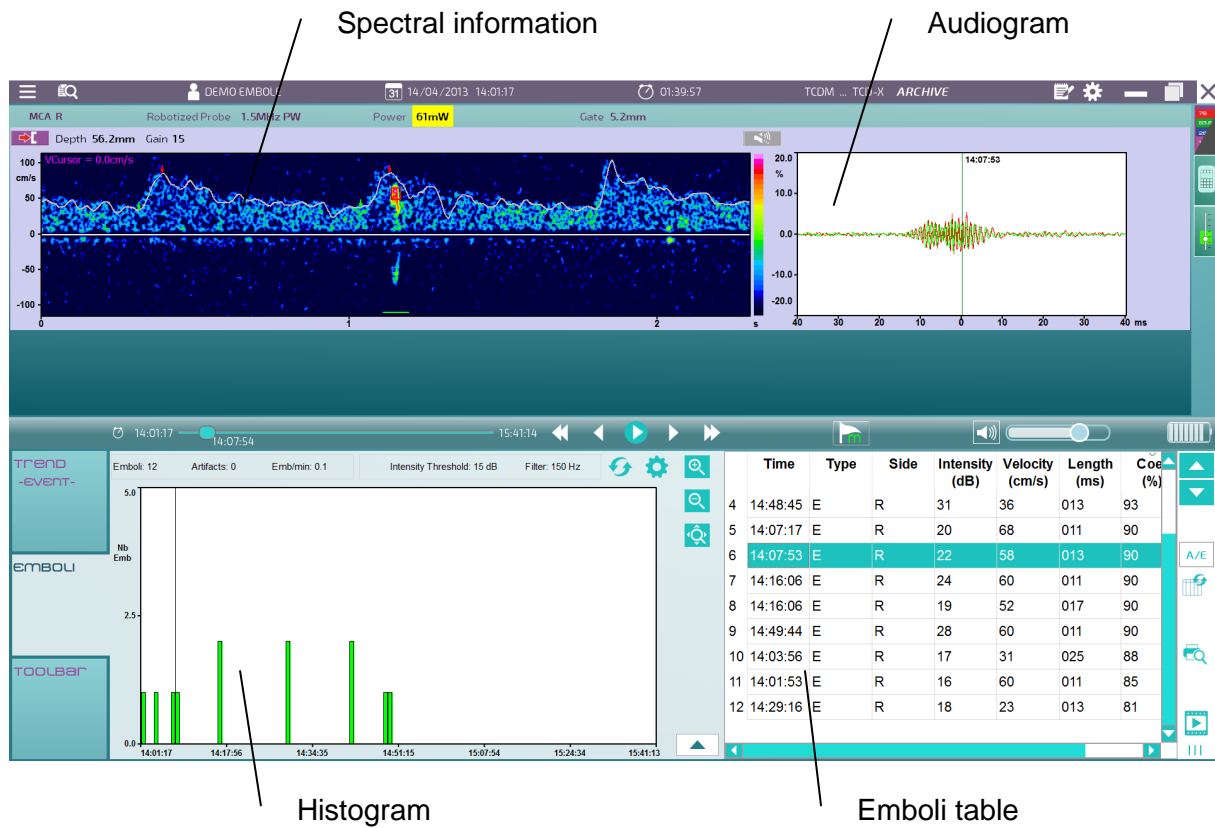 Spectral information Audiogram
DEMO EMBOLE 31 14/04/2013 14:01:17 01:39:57 TCDM ... TCD-X ARCHIVE
MCA R Robotized Probe 1.5MHz PW Power 61mW Gate 5.2mm
Depth 56.2mm Gain 15
VCursor = 0.0cm/s
100
cm/s
50
0
-50
-100
0 1 2 s
20.0
%
10.0
0.0
-10.0
-20.0
14:07:53
40 30 20 10 0 10 20 30 40 ms
14:01:17 14:07:54 15:41:14
m
TREND
-EVENT-
EMBOLI
TOOLBAR
Emboli: 12 Artifacts: 0 Emb/min: 0.1 Intensity Threshold: 15 dB Filter: 150 Hz
5.0
Nb
Emb
2.5
0.0
14:01:17 14:17:56 14:34:35 14:51:15 15:07:54 15:24:34 15:41:13
Time Type Side Intensity (dB) Velocity (cm/s) Length (ms) Coe (%)
4 14:48:45 E R 31 36 013 93
5 14:07:17 E R 20 68 011 90
6 14:07:53 E R 22 58 013 90
7 14:16:06 E R 24 60 011 90
8 14:16:06 E R 19 52 017 90
9 14:49:44 E R 28 60 011 90
10 14:03:56 E R 17 31 025 88
11 14:01:53 E R 16 60 011 85
12 14:29:16 E R 18 23 013 81
A/E
Histogram Emboli table